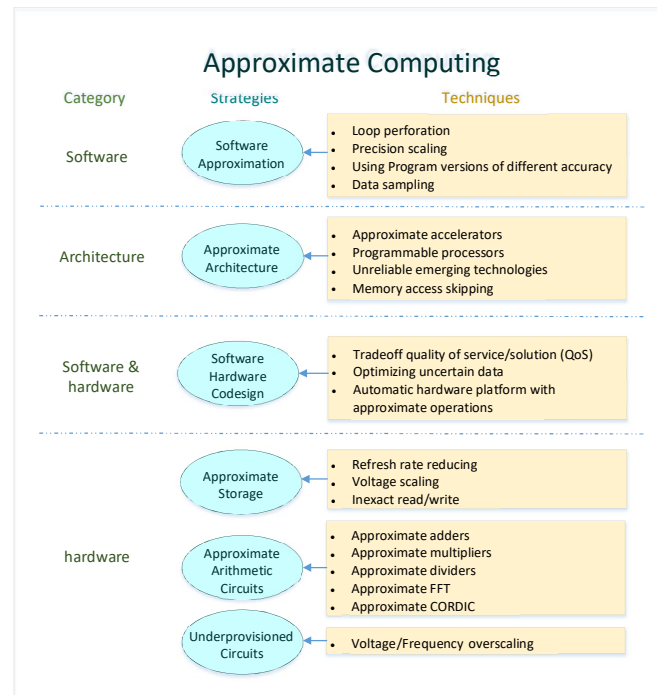 Approximate Computing
Category Strategies Techniques
Software
Software
Approximation
• Loop perforation
• Precision scaling
• Using Program versions of different accuracy
• Data sampling
Architecture
Approximate
Architecture
• Approximate accelerators
• Programmable processors
• Unreliable emerging technologies
• Memory access skipping
Software &
hardware
Software
Hardware
Codesign
• Tradeoff quality of service/solution (QoS)
• Optimizing uncertain data
• Automatic hardware platform with
approximate operations
hardware
Approximate
Storage
• Refresh rate reducing
• Voltage scaling
• Inexact read/write
Approximate
Arithmetic
Circuits
• Approximate adders
• Approximate multipliers
• Approximate dividers
• Approximate FFT
• Approximate CORDIC
Underprovisioned
Circuits
• Voltage/Frequency overscaling